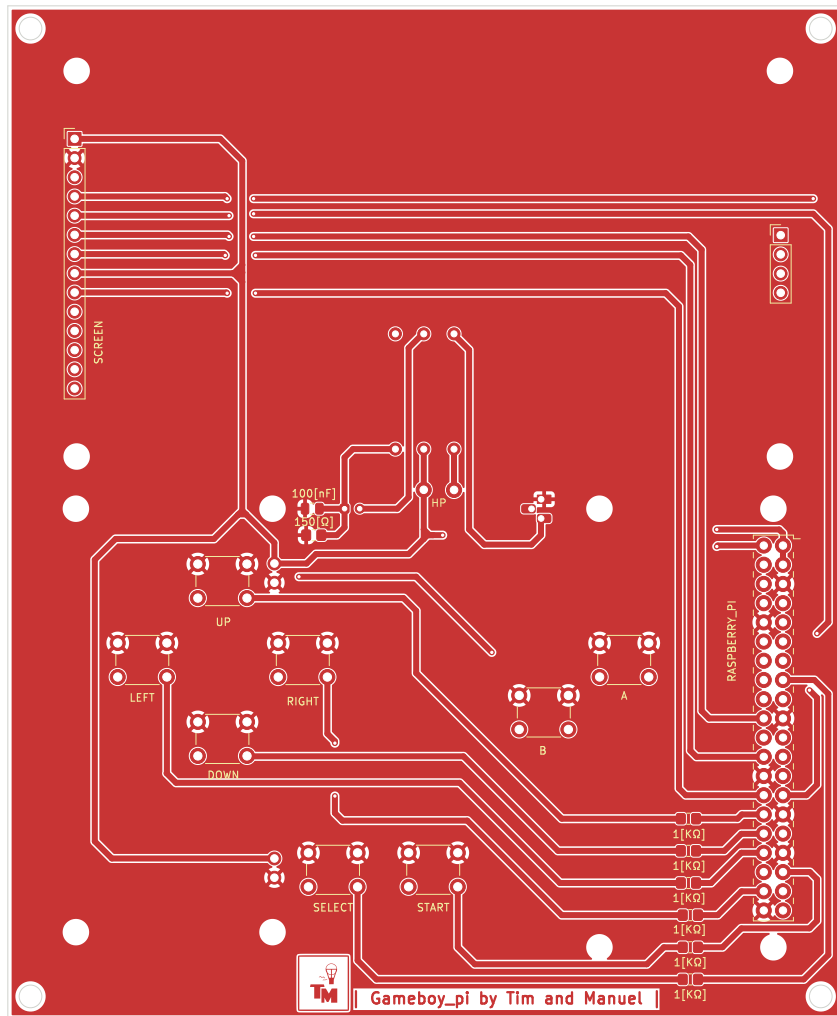 SCREEN
100[nF]
HP
150[Ω]
UP
RASPBERRY_PI
LEFT
RIGHT
A
B
DOWN
1[KΩ]
1[KΩ]
1[KΩ]
SELECT
START
1[KΩ]
1[KΩ]
TM
| Gameboy_pi by Tim and Manuel |
1[KΩ]